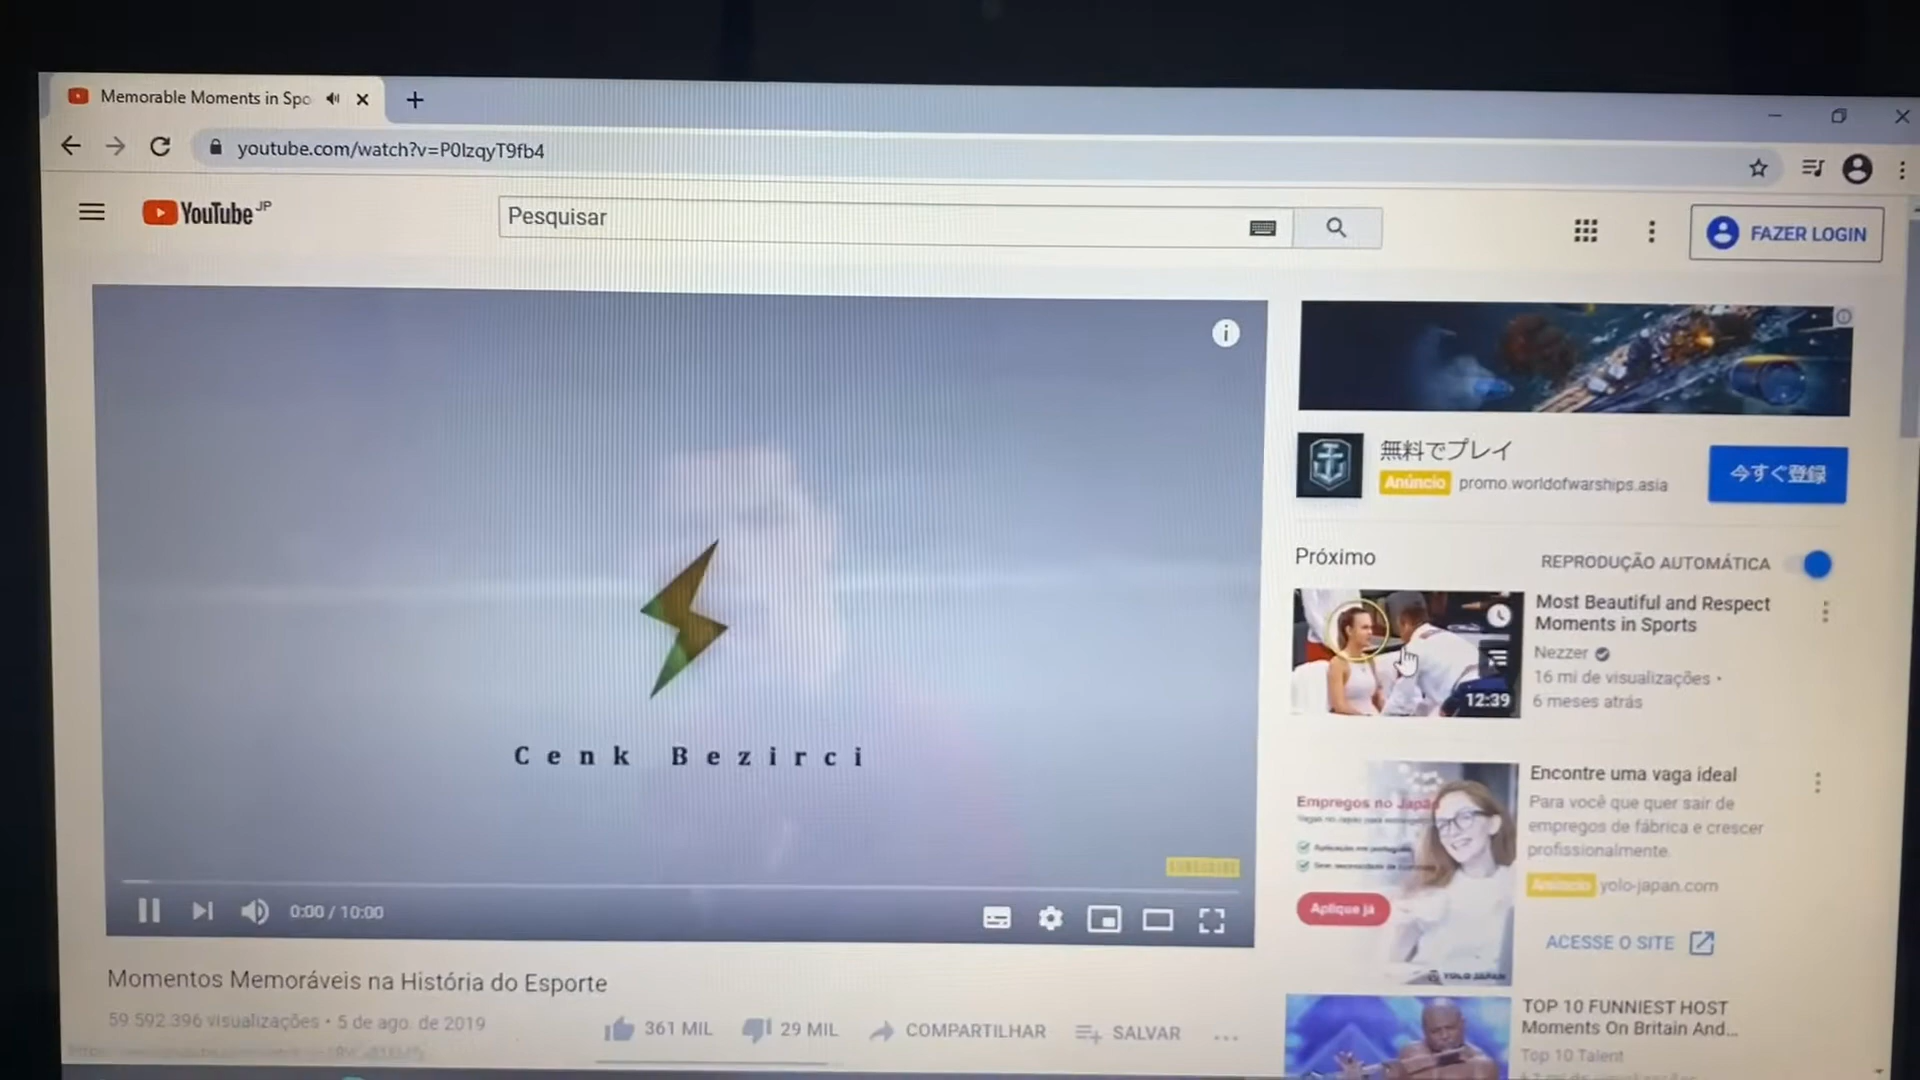 Memorable Moments in Spo
youtube.com/watch?v=P0IzqyT9fb4
YouTube JP
Pesquisar
FAZER LOGIN
Cenk Bezirci
SUBSCRIBE
0:00 / 10:00
Momentos Memoráveis na História do Esporte
59.592.396 visualizações • 5 de ago. de 2019
361 MIL
29 MIL
COMPARTILHAR
SALVAR
無料でプレイ
Anúncio promo.worldofwarships.asia
今すぐ登録
Próximo
REPRODUÇÃO AUTOMÁTICA
12:39
Most Beautiful and Respect
Moments in Sports
Nezzer
16 mi de visualizações •
6 meses atrás
Empregos no Japão
Aplique já
YOLO JAPAN
Encontre uma vaga ideal
Para você que quer sair de
empregos de fábrica e crescer
profissionalmente.
Anúncio yolo-japan.com
ACESSE O SITE
TOP 10 FUNNIEST HOST
Moments On Britain And...
Top 10 Talent